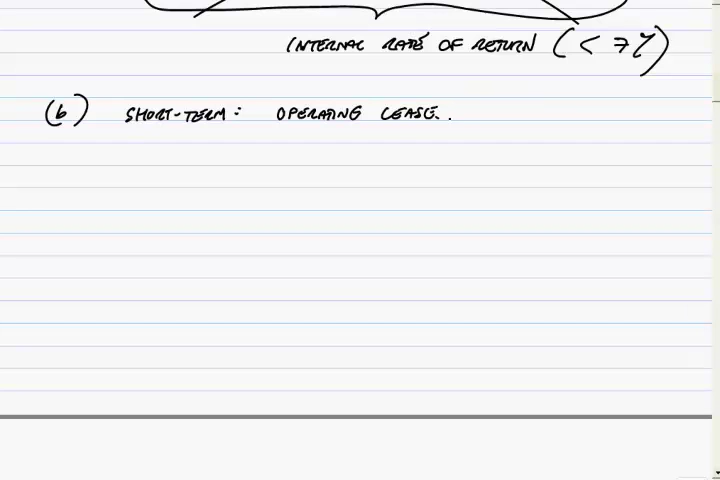 INTERNAL RATE OF RETURN (< 7%)
(b) SHORT-TERM: OPERATING LEASE.